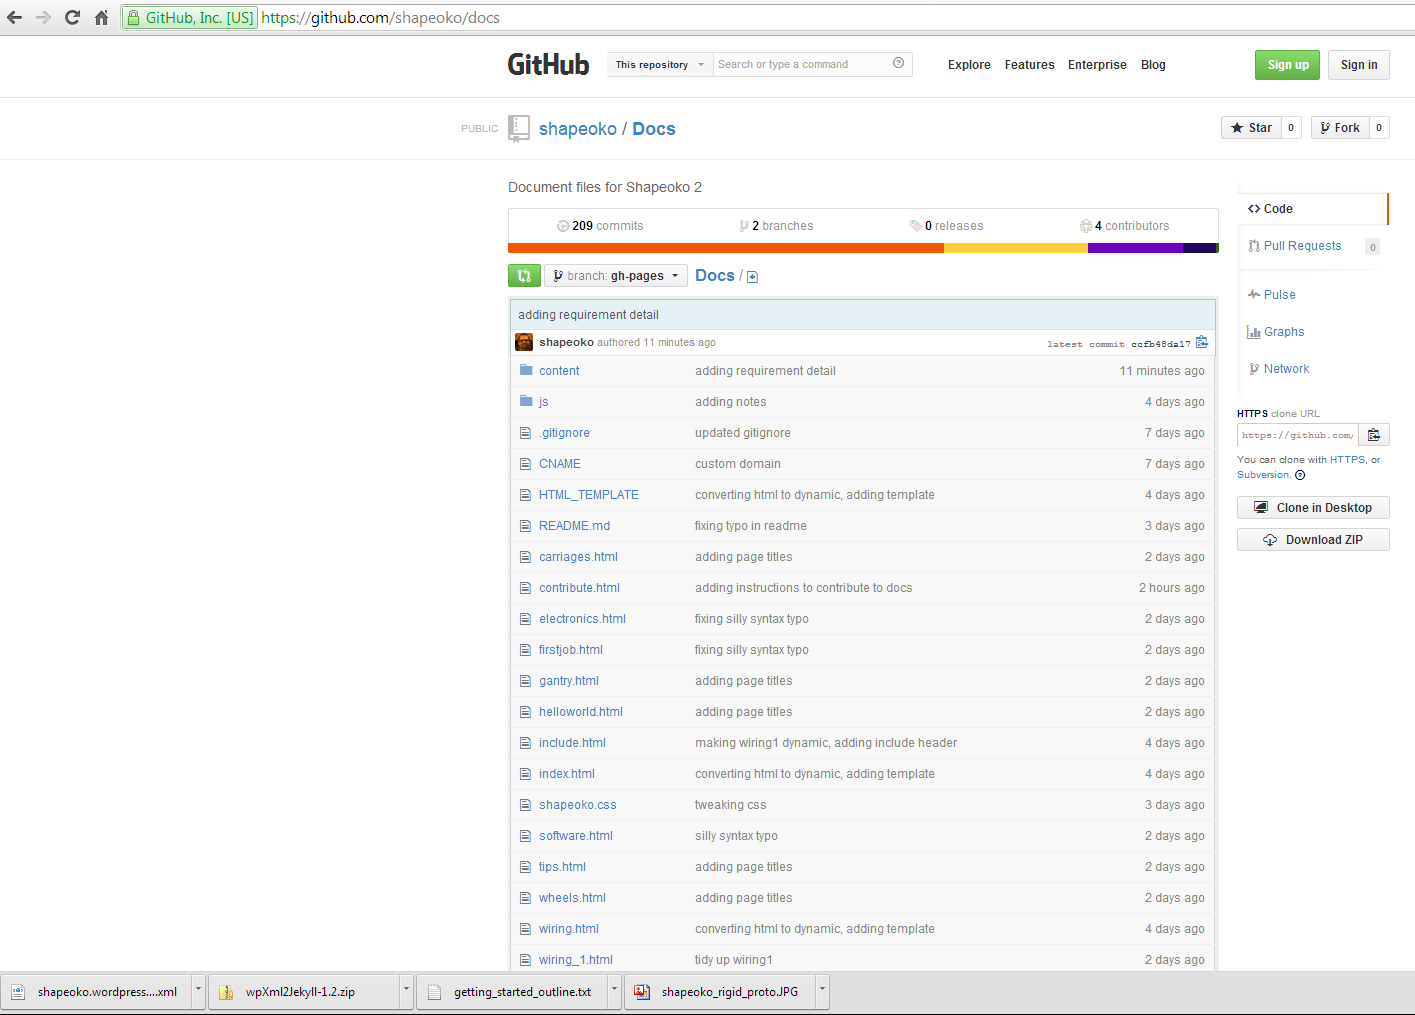 GitHub, Inc. [US] https://github.com/shapeoko/docs
GitHub This repository Search or type a command Explore Features Enterprise Blog Sign up Sign in
PUBLIC shapeoko / Docs Star 0 Fork 0
Document files for Shapeoko 2
209 commits 2 branches 0 releases 4 contributors
branch: gh-pages Docs /
adding requirement detail
shapeoko authored 11 minutes ago latest commit ccfb48da17
content adding requirement detail 11 minutes ago
js adding notes 4 days ago
.gitignore updated gitignore 7 days ago
CNAME custom domain 7 days ago
HTML_TEMPLATE converting html to dynamic, adding template 4 days ago
README.md fixing typo in readme 3 days ago
carriages.html adding page titles 2 days ago
contribute.html adding instructions to contribute to docs 2 hours ago
electronics.html fixing silly syntax typo 2 days ago
firstjob.html fixing silly syntax typo 2 days ago
gantry.html adding page titles 2 days ago
helloworld.html adding page titles 2 days ago
include.html making wiring1 dynamic, adding include header 4 days ago
index.html converting html to dynamic, adding template 4 days ago
shapeoko.css tweaking css 3 days ago
software.html silly syntax typo 2 days ago
tips.html adding page titles 2 days ago
wheels.html adding page titles 2 days ago
wiring.html converting html to dynamic, adding template 4 days ago
wiring_1.html tidy up wiring1 2 days ago
Code
Pull Requests 0
Pulse
Graphs
Network
HTTPS clone URL
https://github.com/
You can clone with HTTPS, or
Subversion.
Clone in Desktop
Download ZIP
shapeoko.wordpress....xml wpXml2Jekyll-1.2.zip getting_started_outline.txt shapeoko_rigid_proto.JPG